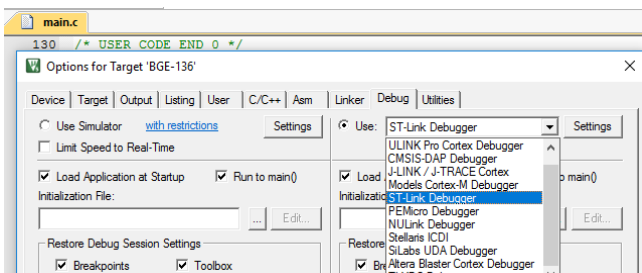 main.c
130 /* USER CODE END 0 */
Options for Target 'BGE-136'
Device Target Output Listing User C/C++ Asm Linker Debug Utilities
Use Simulator with restrictions Settings Use: ST-Link Debugger Settings
Limit Speed to Real-Time
ULINK Pro Cortex Debugger
CMSIS-DAP Debugger
J-LINK / J-TRACE Cortex
Models Cortex-M Debugger
ST-Link Debugger
PEMicro Debugger
NULink Debugger
Stellaris ICDI
SiLabs UDA Debugger
Altera Blaster Cortex Debugger
Load Application at Startup Run to main() Load main()
Initialization File:
... Edit... Edit...
Restore Debug Session Settings Restore
Breakpoints Toolbox